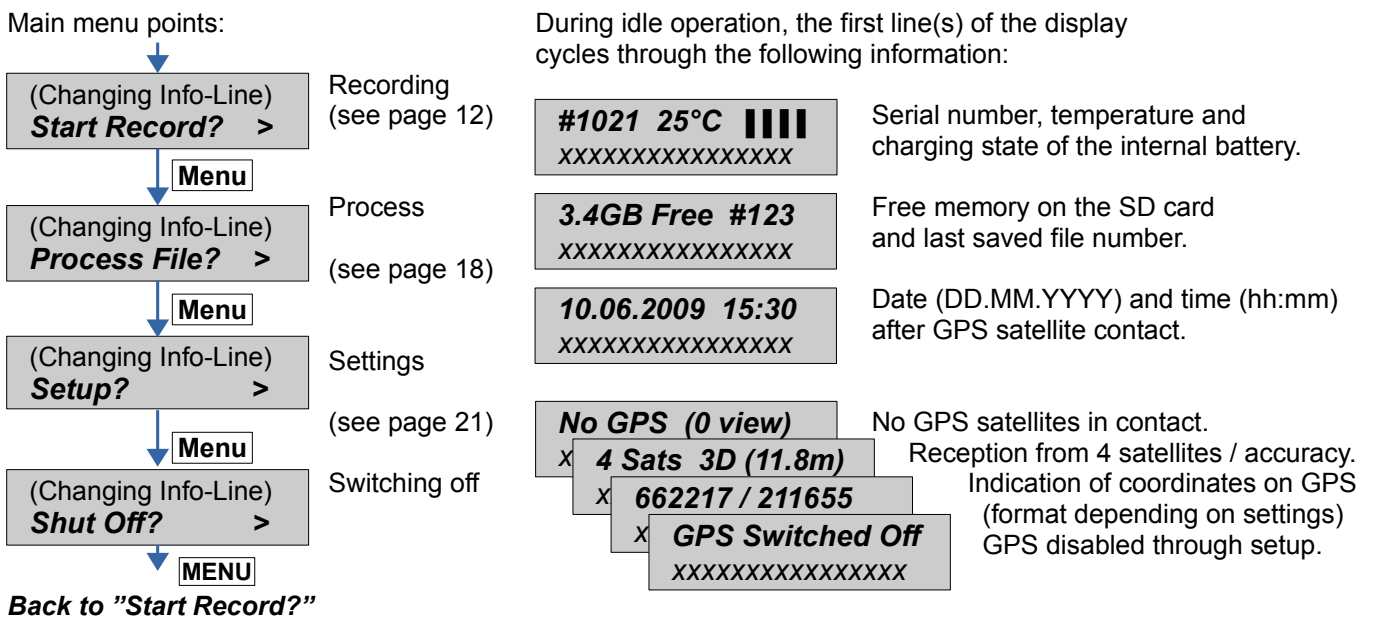 Main menu points:
(Changing Info-Line)
Start Record? >
Recording
(see page 12)
Menu
(Changing Info-Line)
Process File? >
Process
(see page 18)
Menu
(Changing Info-Line)
Setup? >
Settings
(see page 21)
Menu
(Changing Info-Line)
Shut Off? >
Switching off
MENU
Back to ”Start Record?”
During idle operation, the first line(s) of the display
cycles through the following information:
#1021 25°C ▐▐▐▐
xxxxxxxxxxxxxxxx
Serial number, temperature and
charging state of the internal battery.
3.4GB Free #123
xxxxxxxxxxxxxxxx
Free memory on the SD card
and last saved file number.
10.06.2009 15:30
xxxxxxxxxxxxxxxx
Date (DD.MM.YYYY) and time (hh:mm)
after GPS satellite contact.
No GPS (0 view)
x
No GPS satellites in contact.
4 Sats 3D (11.8m)
x
Reception from 4 satellites / accuracy.
662217 / 211655
x
Indication of coordinates on GPS
(format depending on settings)
GPS Switched Off
xxxxxxxxxxxxxxxx
GPS disabled through setup.